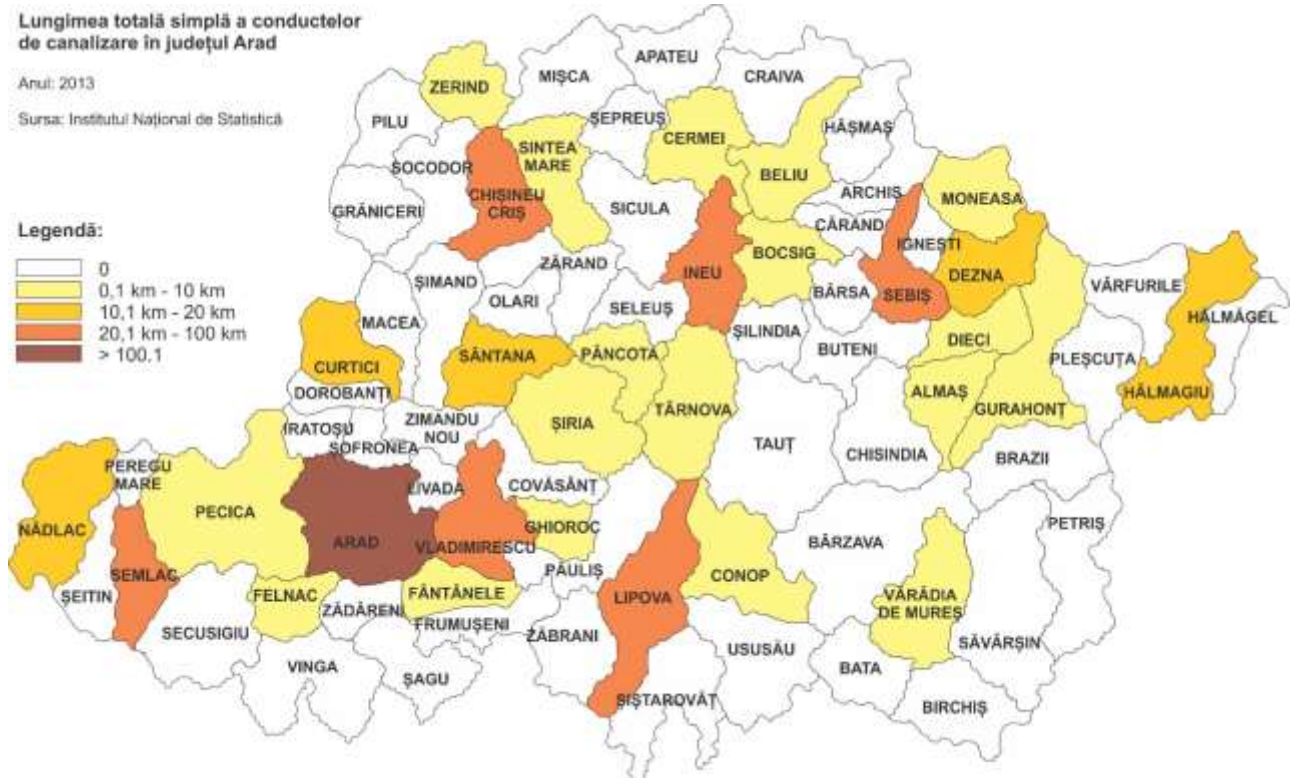 Lungimea totală simplă a conductelor
de canalizare în județul Arad
Anul: 2013
Sursa: Institutul Național de Statistică
Legendă:
0
0,1 km - 10 km
10,1 km - 20 km
20,1 km - 100 km
> 100,1
APATEU
MIȘCA
CRAIVA
ZERIND
PILU
ȘEPREUȘ
CERMEI
HĂȘMAȘ
SINTEA
MARE
SOCODOR
BELIU
CHIȘINEU
CRIȘ
ARCHIȘ
MONEASA
GRĂNICERI
SICULA
CĂRAND
IGNEȘTI
BOCSIG
ZĂRAND
INEU
DEZNA
ȘIMAND
VÂRFURILE
BÂRSA
SEBIȘ
OLARI
SELEUȘ
HĂLMĂGEL
MACEA
ȘILINDIA
DIECI
BUTENI
SÂNTANA
PÂNCOTA
PLEȘCUȚA
CURTICI
DOROBANȚI
ALMAȘ
HĂLMAGIU
TÂRNOVA
GURAHONȚ
ZIMANDU
NOU
ȘIRIA
IRATOȘU
SOFRONEA
TAUȚ
CHISINDIA
BRAZII
PEREGU
MARE
LIVADA
COVĂSÂNȚ
PECICA
NĂDLAC
GHIOROC
PETRIȘ
ARAD
VLADIMIRESCU
BÂRZAVA
SEMLAC
PĂULIȘ
CONOP
ȘEITIN
FELNAC
FÂNTÂNELE
LIPOVA
VĂRĂDIA
DE MUREȘ
ZĂDĂRENI
FRUMUȘENI
SECUSIGIU
ZĂBRANI
SĂVÂRȘIN
USUSĂU
VINGA
ȘAGU
BATA
ȘIȘTAROVĂȚ
BIRCHIȘ